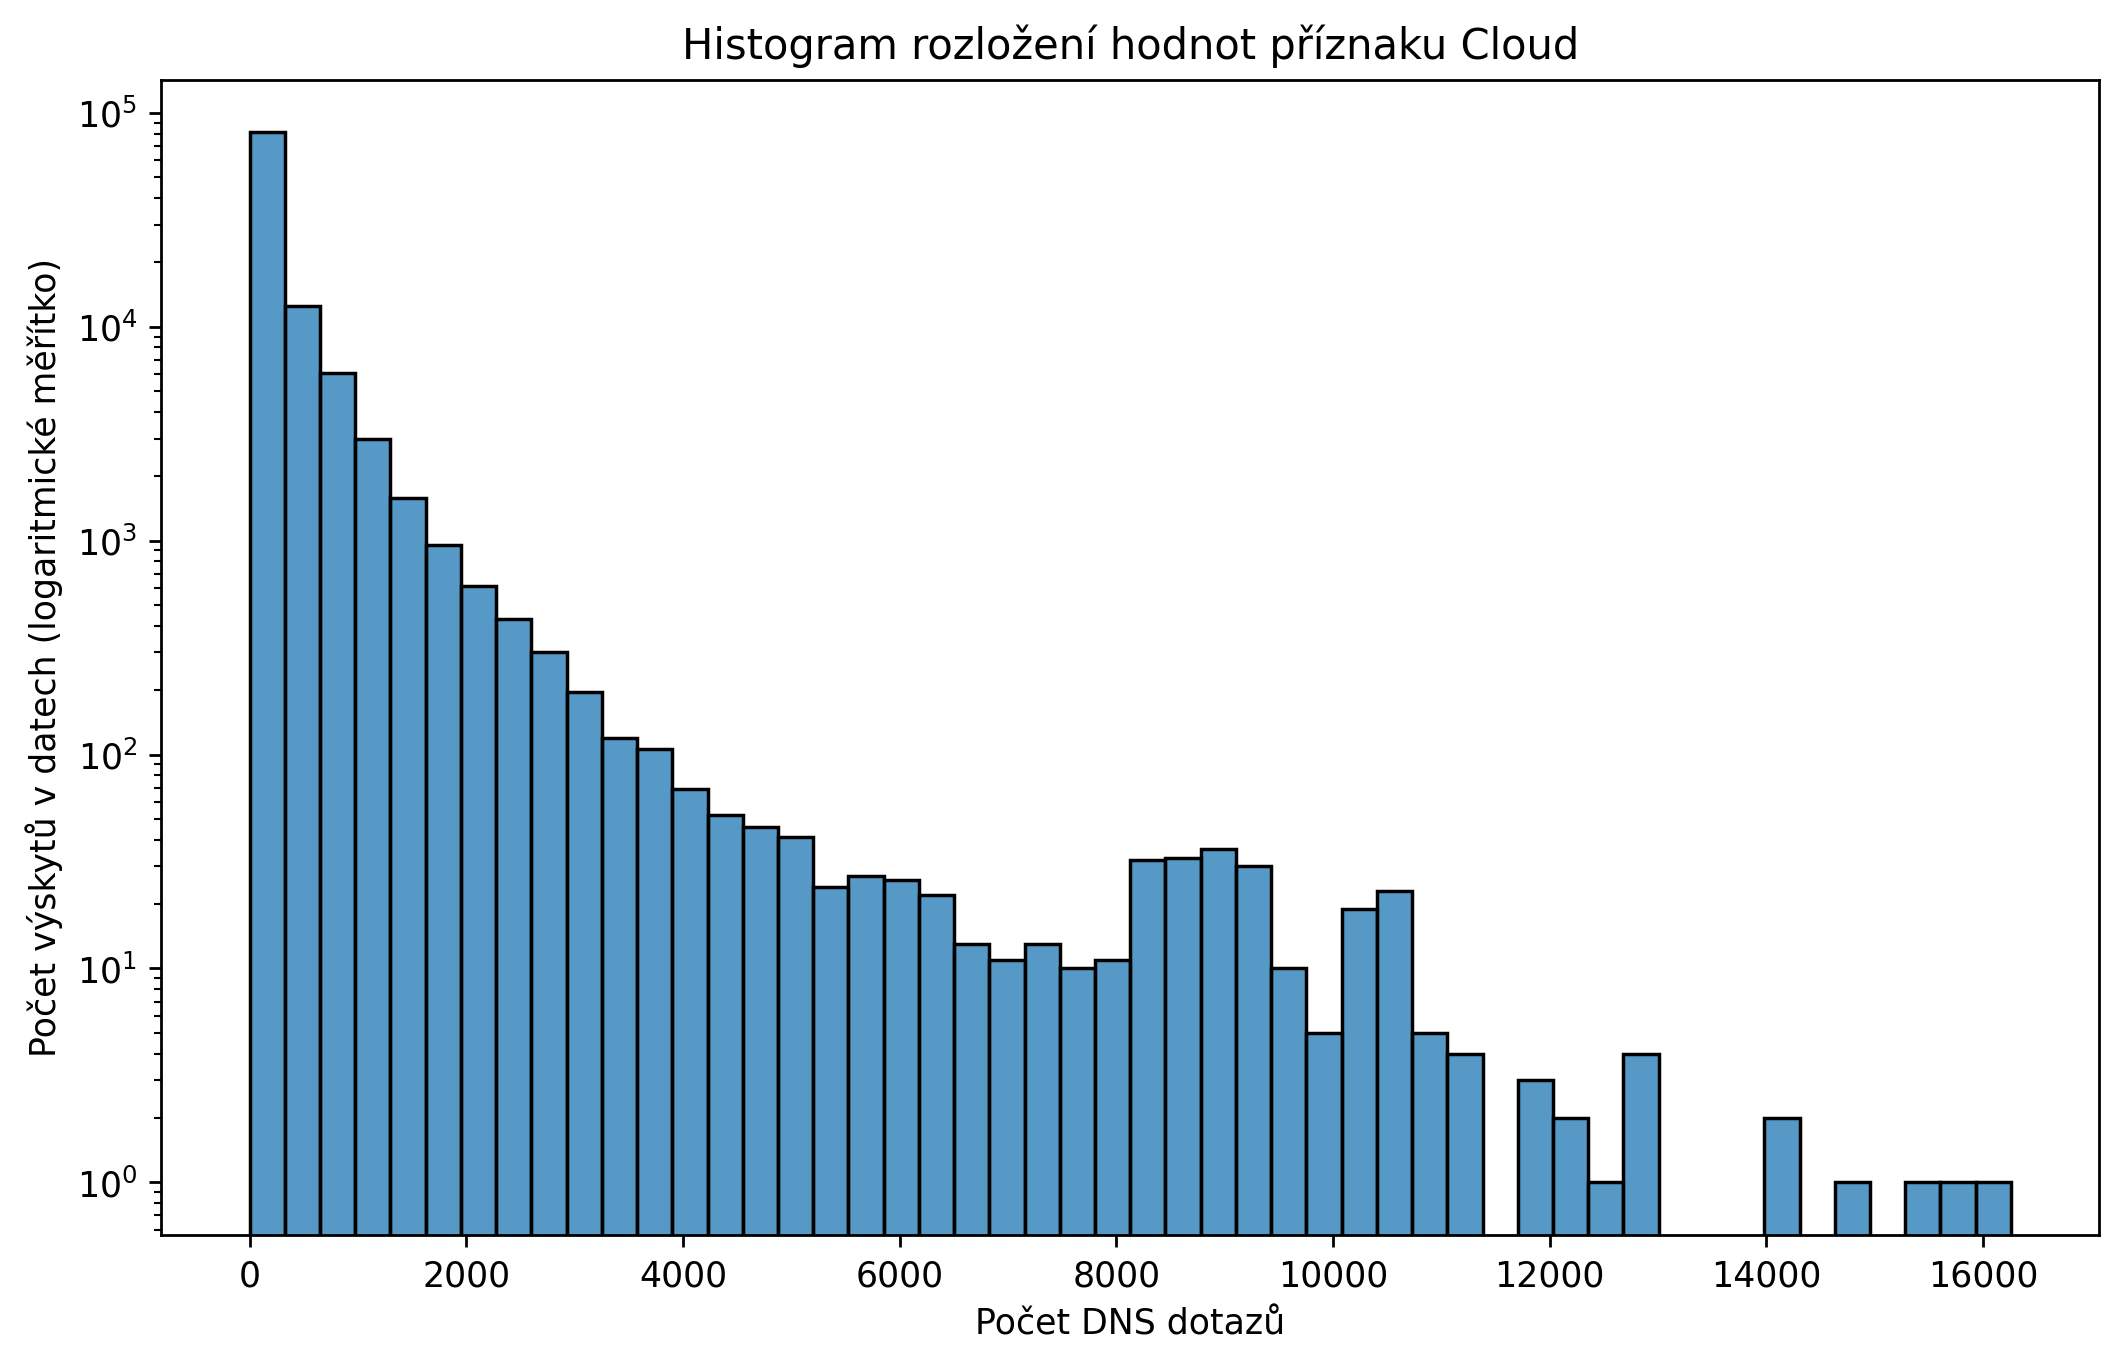 Histogram rozložení hodnot příznaku Cloud
Počet výskytů v datech (logaritmické měřítko)
10⁵
10⁴
10³
10²
10¹
10⁰
0 2000 4000 6000 8000 10000 12000 14000 16000
Počet DNS dotazů